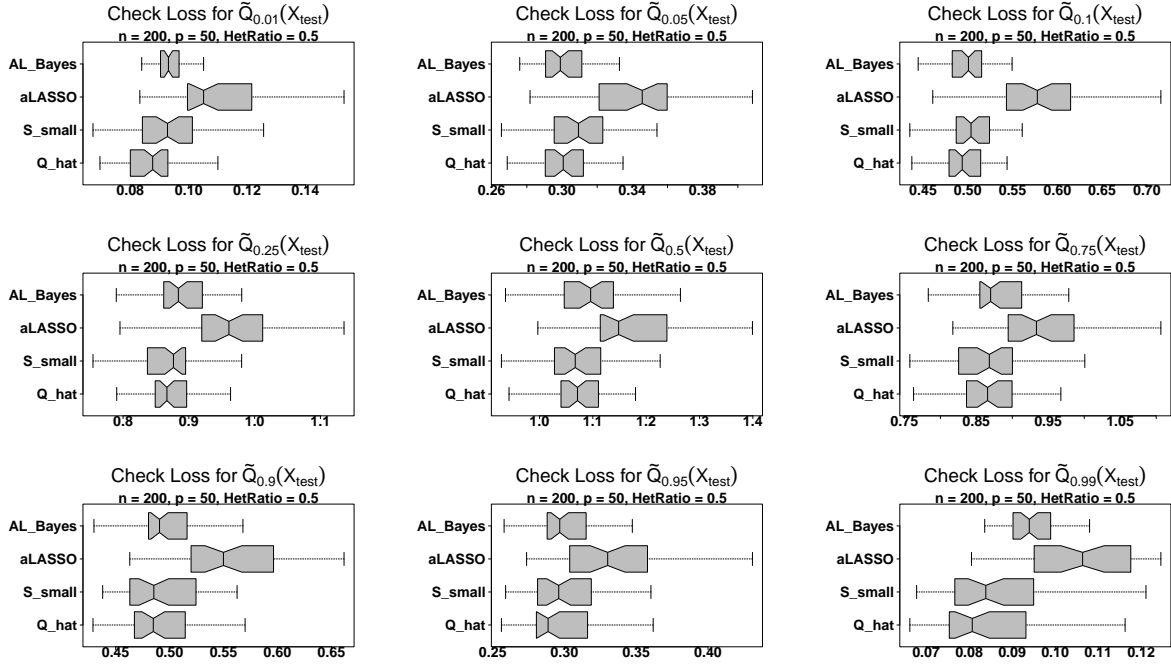 Check Loss for Q̃0.01(Xtest)
n = 200, p = 50, HetRatio = 0.5
AL_Bayes
aLASSO
S_small
Q_hat
0.08 0.10 0.12 0.14
Check Loss for Q̃0.05(Xtest)
n = 200, p = 50, HetRatio = 0.5
AL_Bayes
aLASSO
S_small
Q_hat
0.26 0.30 0.34 0.38
Check Loss for Q̃0.1(Xtest)
n = 200, p = 50, HetRatio = 0.5
AL_Bayes
aLASSO
S_small
Q_hat
0.45 0.50 0.55 0.60 0.65 0.70
Check Loss for Q̃0.25(Xtest)
n = 200, p = 50, HetRatio = 0.5
AL_Bayes
aLASSO
S_small
Q_hat
0.8 0.9 1.0 1.1
Check Loss for Q̃0.5(Xtest)
n = 200, p = 50, HetRatio = 0.5
AL_Bayes
aLASSO
S_small
Q_hat
1.0 1.1 1.2 1.3 1.4
Check Loss for Q̃0.75(Xtest)
n = 200, p = 50, HetRatio = 0.5
AL_Bayes
aLASSO
S_small
Q_hat
0.75 0.85 0.95 1.05
Check Loss for Q̃0.9(Xtest)
n = 200, p = 50, HetRatio = 0.5
AL_Bayes
aLASSO
S_small
Q_hat
0.45 0.50 0.55 0.60 0.65
Check Loss for Q̃0.95(Xtest)
n = 200, p = 50, HetRatio = 0.5
AL_Bayes
aLASSO
S_small
Q_hat
0.25 0.30 0.35 0.40
Check Loss for Q̃0.99(Xtest)
n = 200, p = 50, HetRatio = 0.5
AL_Bayes
aLASSO
S_small
Q_hat
0.07 0.08 0.09 0.10 0.11 0.12